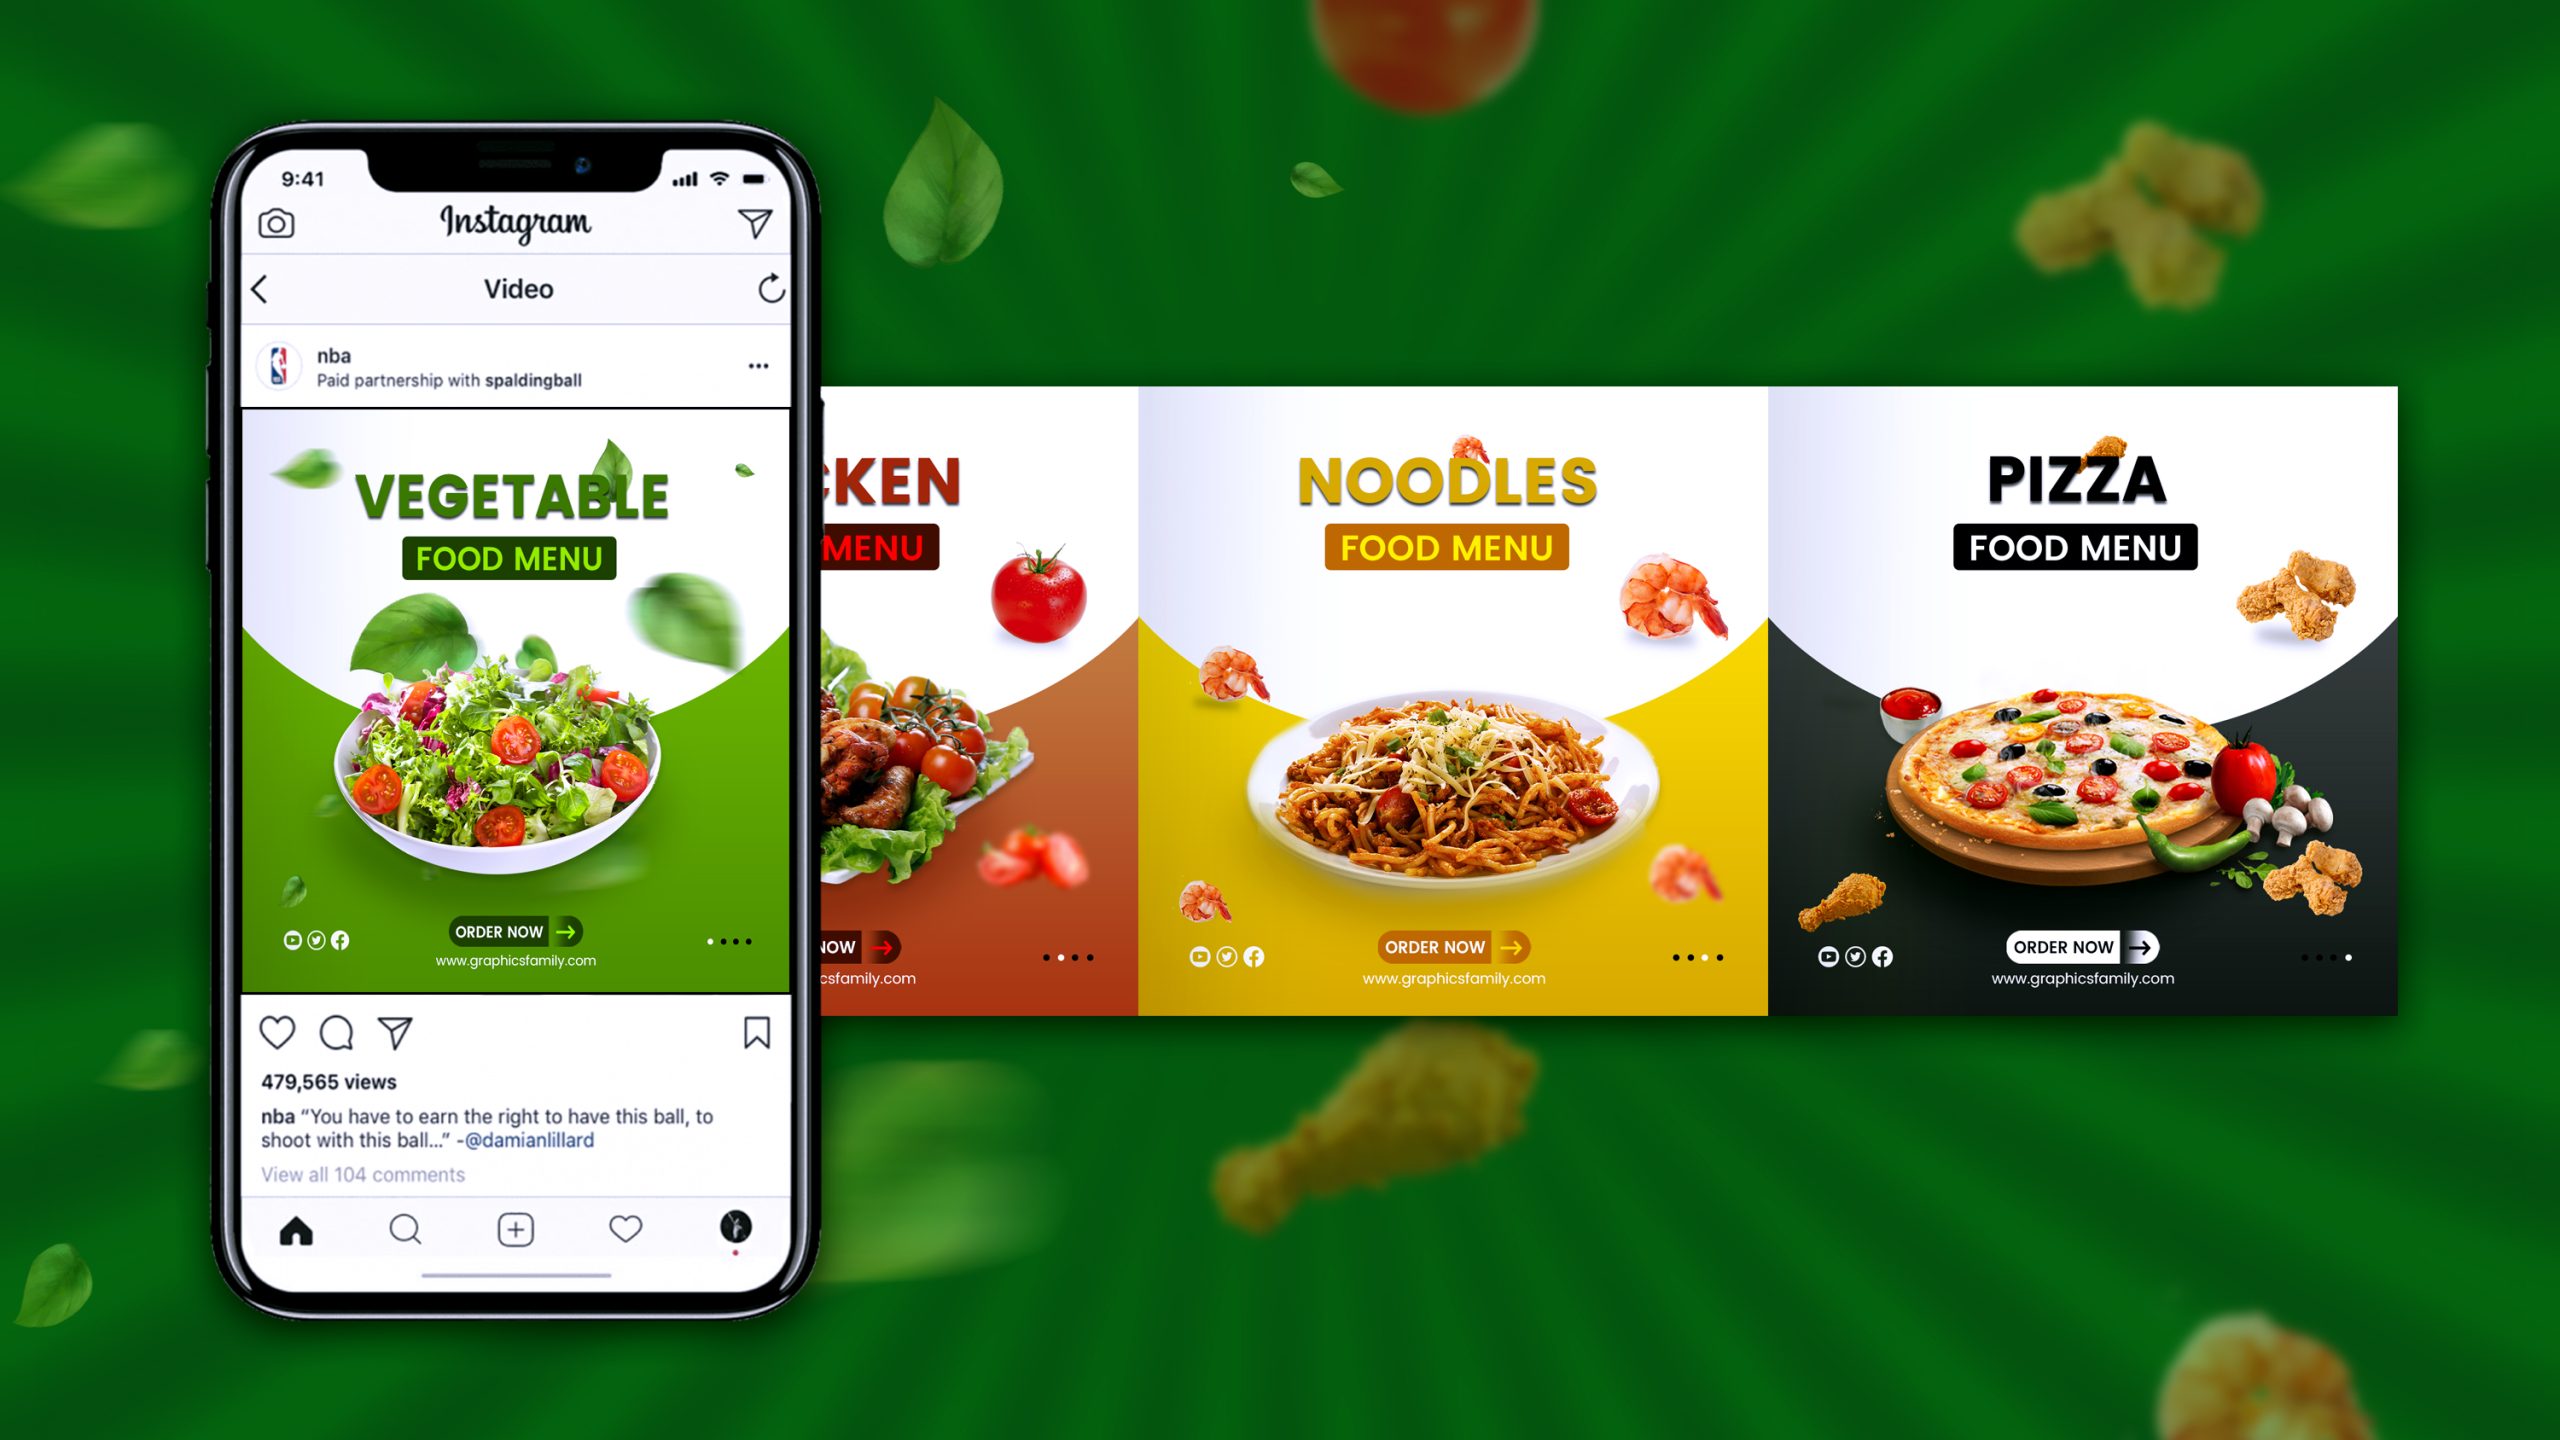 9:41
Instagram
Video
nba
Paid partnership with spaldingball
VEGETABLE
FOOD MENU
ORDER NOW
www.graphicsfamily.com
479,565 views
nba “You have to earn the right to have this ball, to
shoot with this ball...” -@damianlillard
View all 104 comments
CKEN
MENU
NOW
csfamily.com
NOODLES
FOOD MENU
ORDER NOW
www.graphicsfamily.com
PIZZA
FOOD MENU
ORDER NOW
www.graphicsfamily.com